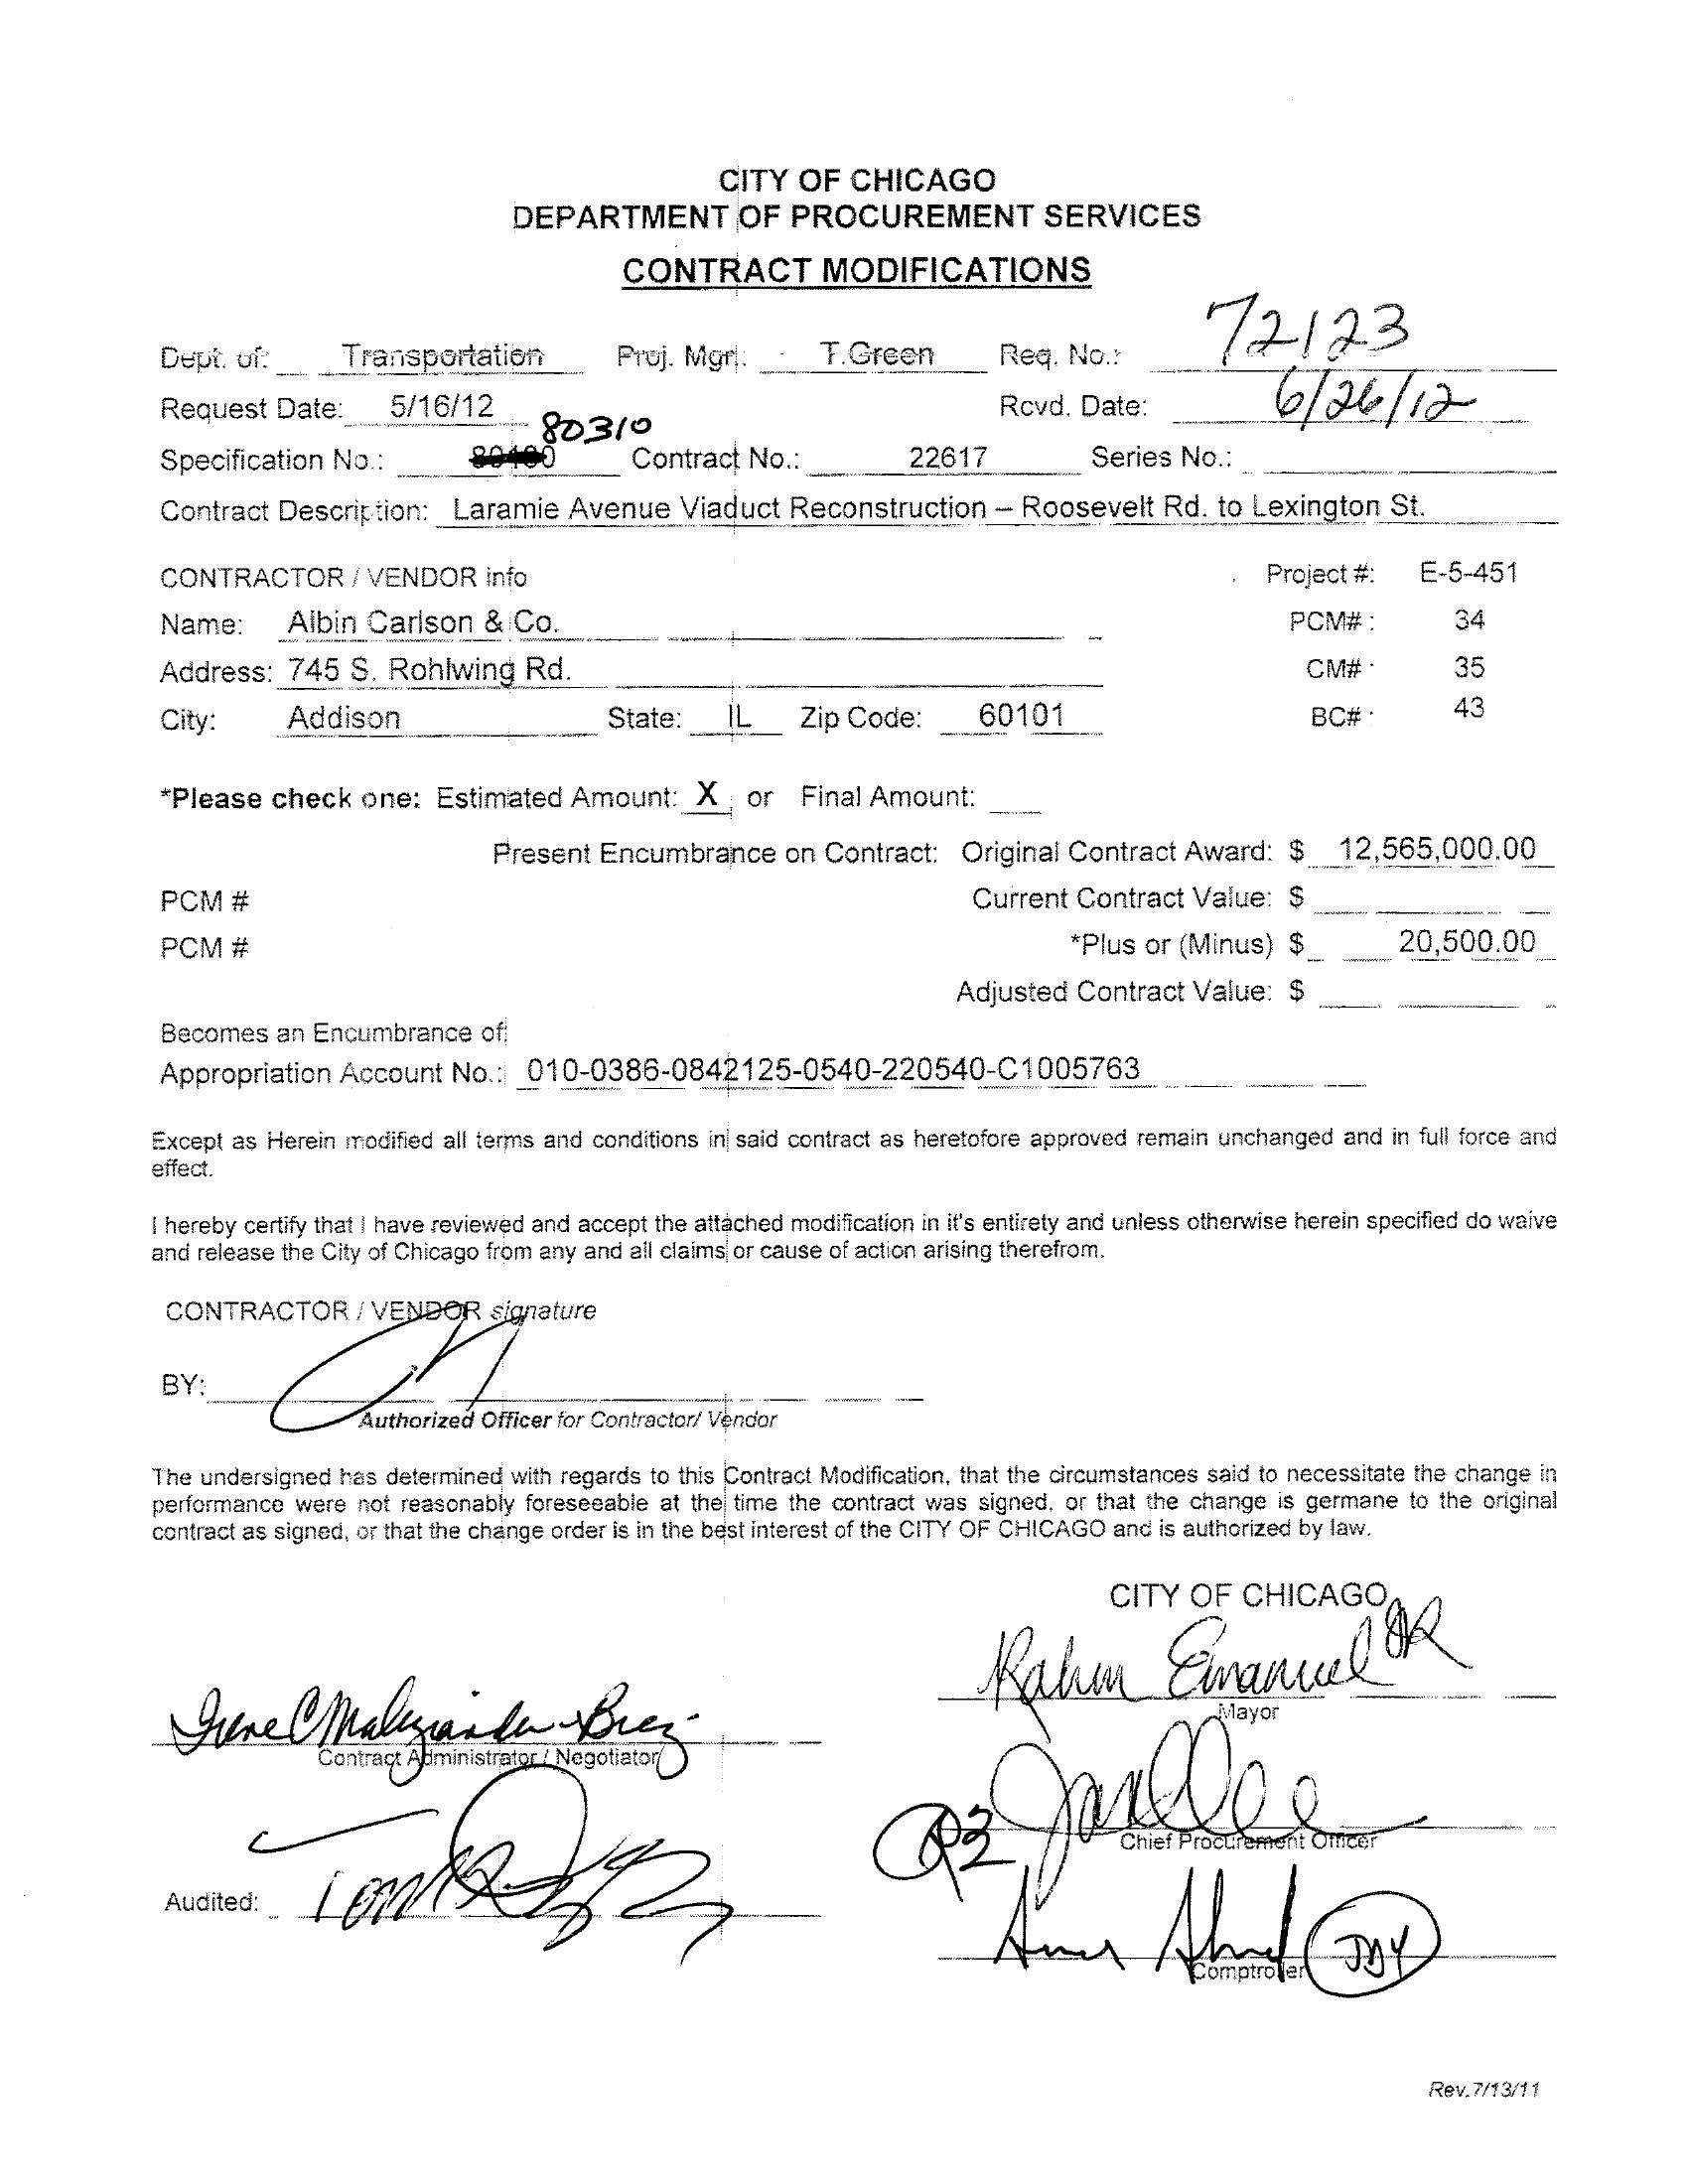 CITY OF CHICAGO
DEPARTMENT OF PROCUREMENT SERVICES
CONTRACT MODIFICATIONS
Dept. of: Transportation Proj. Mgr: T.Green Req. No.: 72123
Request Date: 5/16/12 Rcvd. Date: 6/26/12
80310
Specification No.: Contract No.: 22617 Series No.:
Contract Description: Laramie Avenue Viaduct Reconstruction – Roosevelt Rd. to Lexington St.
CONTRACTOR / VENDOR info Project #: E-5-451
Name: Albin Carlson & Co. PCM# : 34
Address: 745 S. Rohlwing Rd. CM# : 35
City: Addison State: IL Zip Code: 60101 BC# : 43
*Please check one: Estimated Amount: X or Final Amount:
Present Encumbrance on Contract: Original Contract Award: $ 12,565,000.00
PCM # Current Contract Value: $
PCM # *Plus or (Minus) $ 20,500.00
Adjusted Contract Value: $
Becomes an Encumbrance of:
Appropriation Account No.: 010-0386-0842125-0540-220540-C1005763
Except as Herein modified all terms and conditions in said contract as heretofore approved remain unchanged and in full force and
effect.
I hereby certify that I have reviewed and accept the attached modification in it's entirety and unless otherwise herein specified do waive
and release the City of Chicago from any and all claims or cause of action arising therefrom.
CONTRACTOR / VENDOR signature
BY:
Authorized Officer for Contractor/ Vendor
The undersigned has determined with regards to this Contract Modification, that the circumstances said to necessitate the change in
performance were not reasonably foreseeable at the time the contract was signed, or that the change is germane to the original
contract as signed, or that the change order is in the best interest of the CITY OF CHICAGO and is authorized by law.
CITY OF CHICAGO
Rahm Emanuel
Mayor
Contract Administrator / Negotiator
Chief Procurement Officer
Audited:
Comptroller
Rev.7/13/11